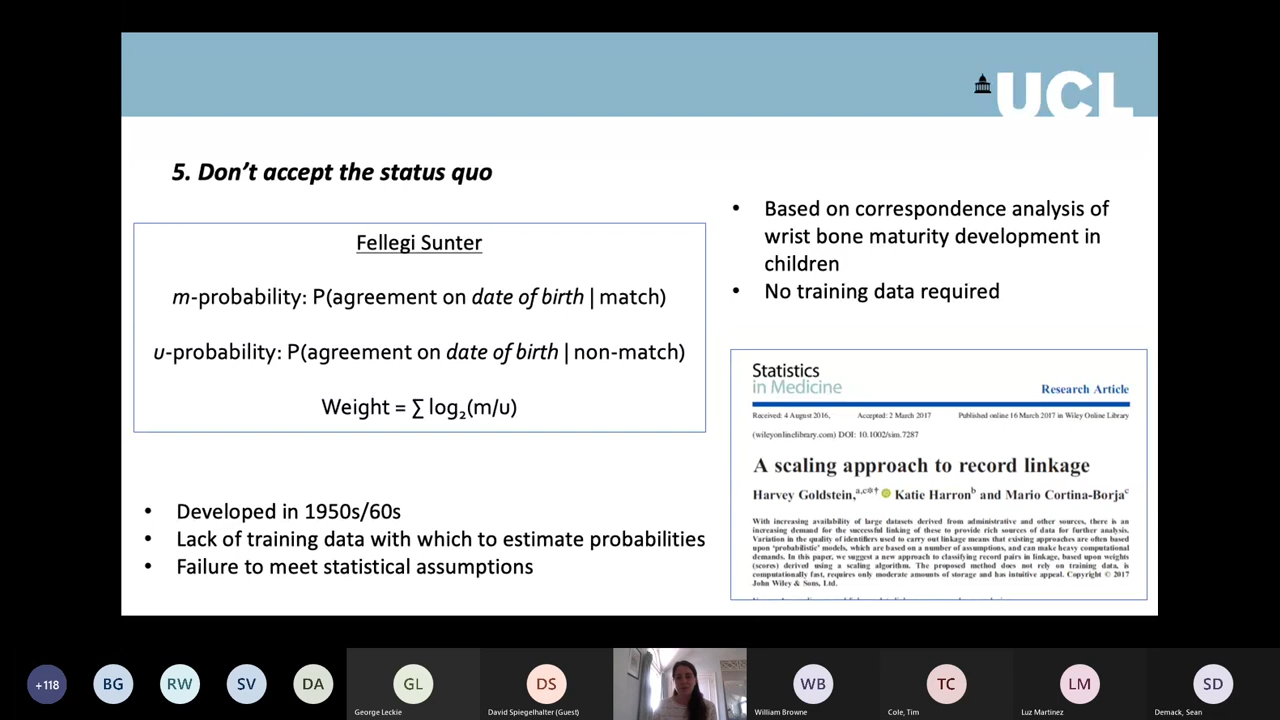 UCL
5. Don't accept the status quo
Fellegi Sunter
m-probability: P(agreement on date of birth | match)
υ-probability: P(agreement on date of birth | non-match)
Weight = ∑ log₂(m/υ)
• Developed in 1950s/60s
• Lack of training data with which to estimate probabilities
• Failure to meet statistical assumptions
• Based on correspondence analysis of
wrist bone maturity development in
children
• No training data required
Statistics
in Medicine
Research Article
Received: 4 August 2016, Accepted: 2 March 2017 Published online 16 March 2017 in Wiley Online Library
(wileyonlinelibrary.com) DOI: 10.1002/sim.7287
A scaling approach to record linkage
Harvey Goldstein,a,c*† Katie Harronb and Mario Cortina-Borjac
With increasing availability of large datasets derived from administrative and other sources, there is an
increasing demand for the successful linking of these to provide rich sources of data for further analysis.
Variation in the quality of identifiers used to carry out linkage means that existing approaches are often based
upon 'probabilistic' models, which are based on a number of assumptions, and can make heavy computational
demands. In this paper, we suggest a new approach to classifying record pairs in linkage, based upon weights
(scores) derived using a scaling algorithm. The proposed method does not rely on training data, is
computationally fast, requires only moderate amounts of storage and has intuitive appeal. Copyright © 2017
John Wiley & Sons, Ltd.
+118 BG RW SV DA GL DS WB TC LM SD
George Leckie David Spiegelhalter (Guest) William Browne Cole, Tim Luz Martinez Demack, Sean